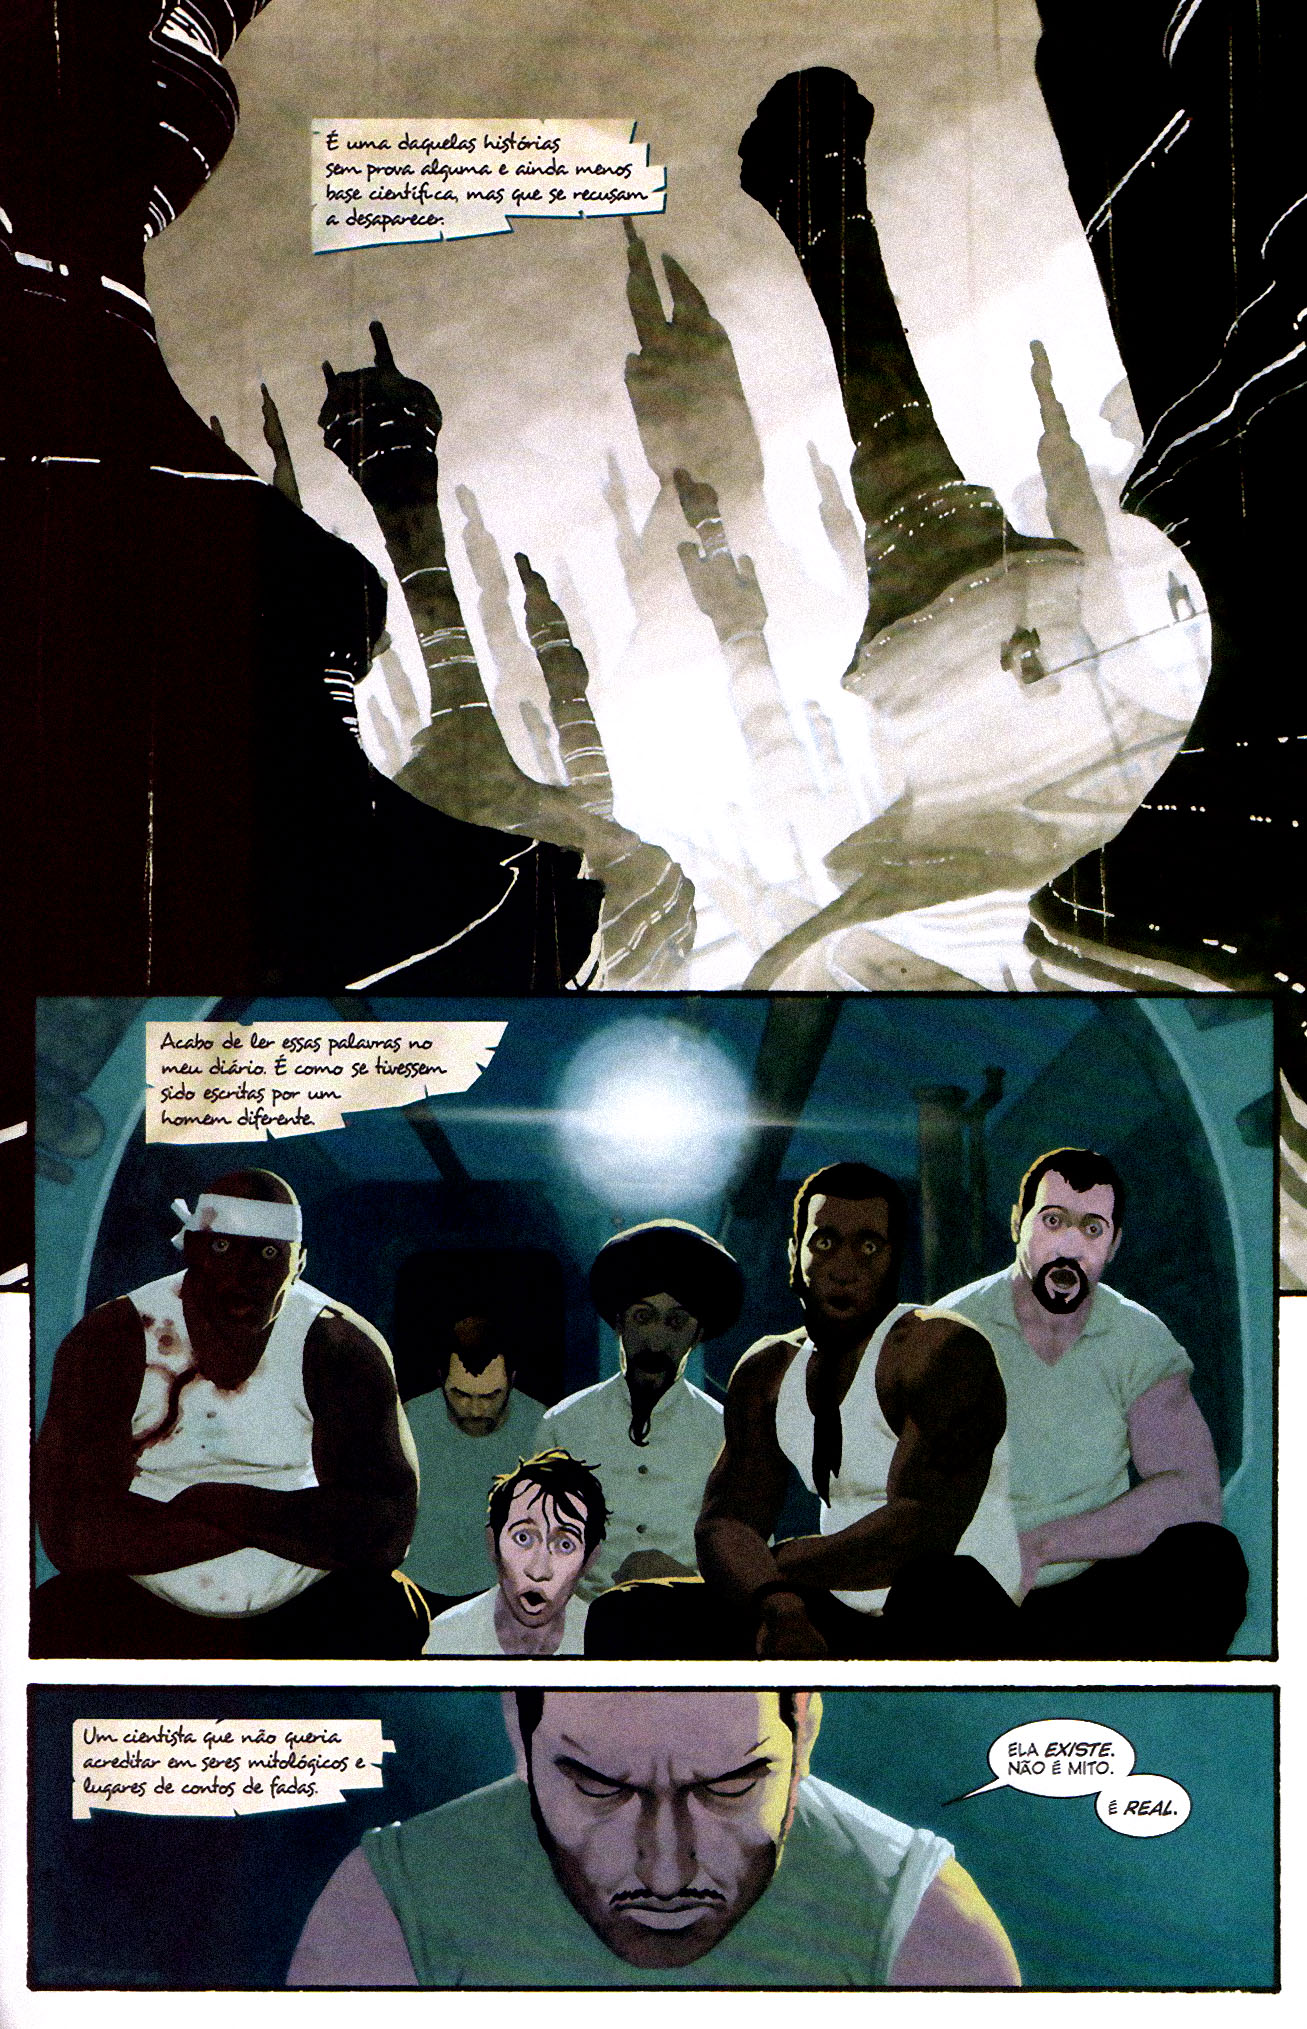 É uma daquelas histórias
sem prova alguma e ainda menos
base científica, mas que se recusam
a desaparecer.
Acabo de ler essas palavras no
meu diário. É como se tivessem
sido escritas por um
homem diferente.
Um cientista que não queria
acreditar em seres mitológicos e
lugares de contos de fadas.
ELA EXISTE.
NÃO É MITO.
É REAL.